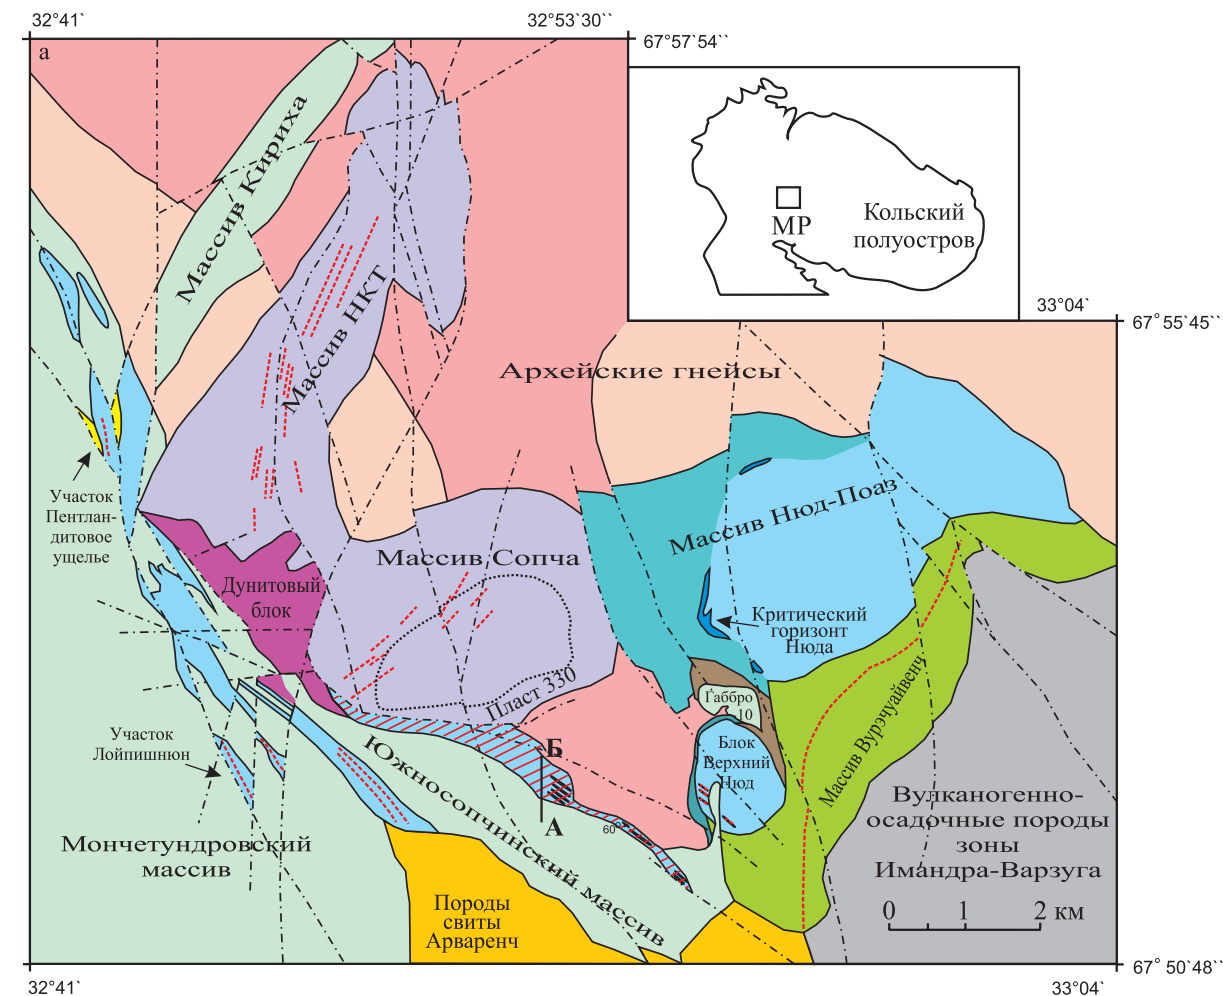 32°41`
32°53`30``
67°57`54``
а
Массив Кириха
Кольский
полуостров
МР
33°04`
67°55`45``
Массив НКТ
Архейские гнейсы
Участок
Пентлан-
дитовое
ущелье
Массив Нюд-Поаз
Массив Сопча
Дунитовый
блок
Критический
горизонт
Нюда
Пласт 330
Габбро
10
Массив Вурэчуайвенч
Участок
Лойпишнюн
Южносопчинский массив
Б
Блок
Верхний
Нюд
А
60°
Вулканогенно-
осадочные породы
зоны
Имандра-Варзуга
Мончетундровский
массив
Породы
свиты
Арваренч
0 1 2 км
67° 50`48``
32°41`
33°04`